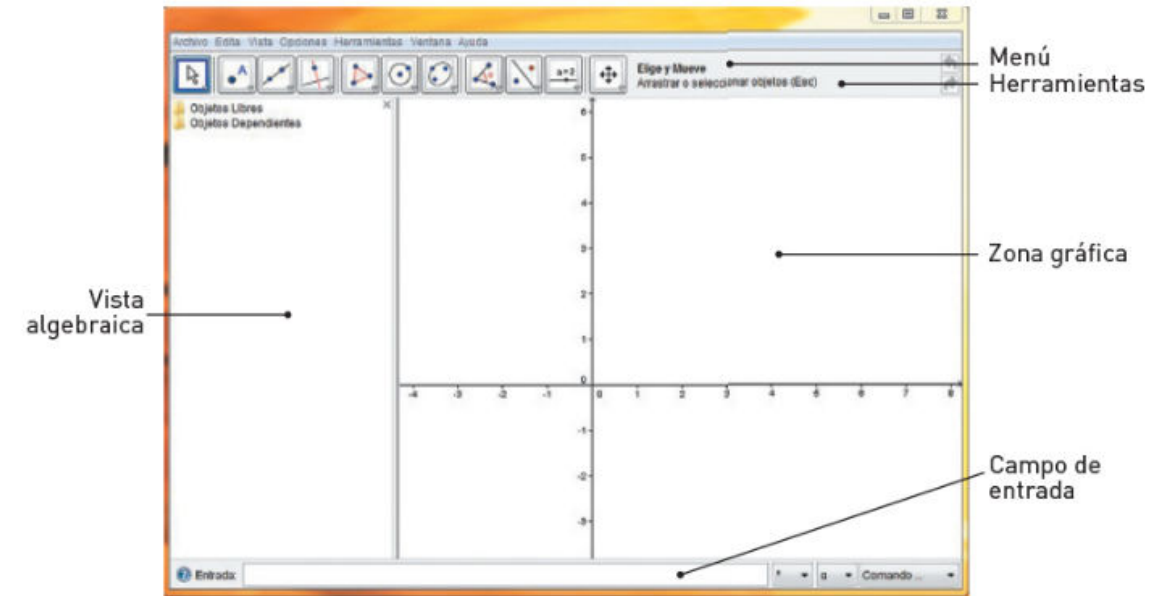 Archivo Edita Vista Opciones Herramientas Ventana Ayuda
Elige y Mueve
Arrastrar o seleccionar objetos (Esc)
A
a=2
Menú
Herramientas
Objetos Libres
Objetos Dependientes
Zona gráfica
Vista
algebraica
6
5
4
3
2
1
0
-4 -3 -2 -1 0 1 2 3 4 5 6 7 8
-1
-2
-3
Campo de
entrada
Entrada:
α
Comando ...